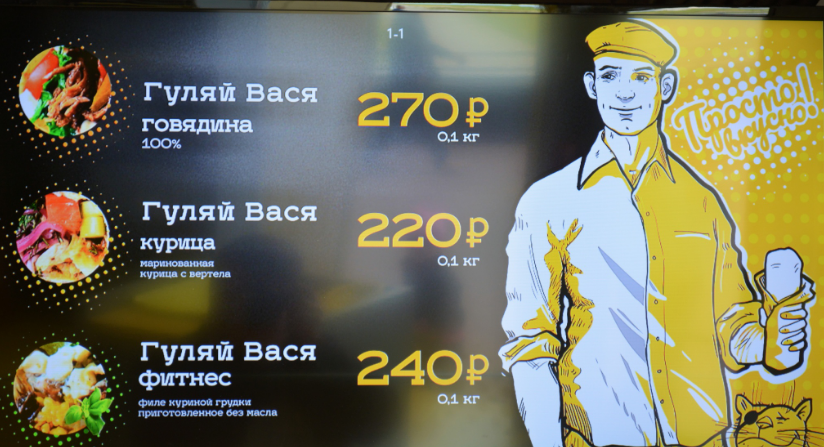 1-1
Гуляй Вася
говядина
100%
270 ₽
0,1 кг
Гуляй Вася
курица
маринованная
курица с вертела
220 ₽
0,1 кг
Гуляй Вася
фитнес
филе куриной грудки
приготовленное без масла
240 ₽
0,1 кг
Просто
вкусно!